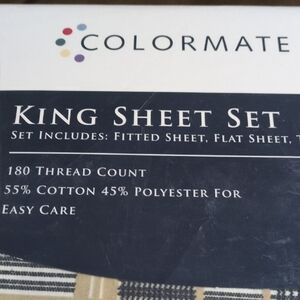 COLORMATE
KING SHEET SET
SET INCLUDES: FITTED SHEET, FLAT SHEET,
180 THREAD COUNT
55% COTTON 45% POLYESTER FOR
EASY CARE